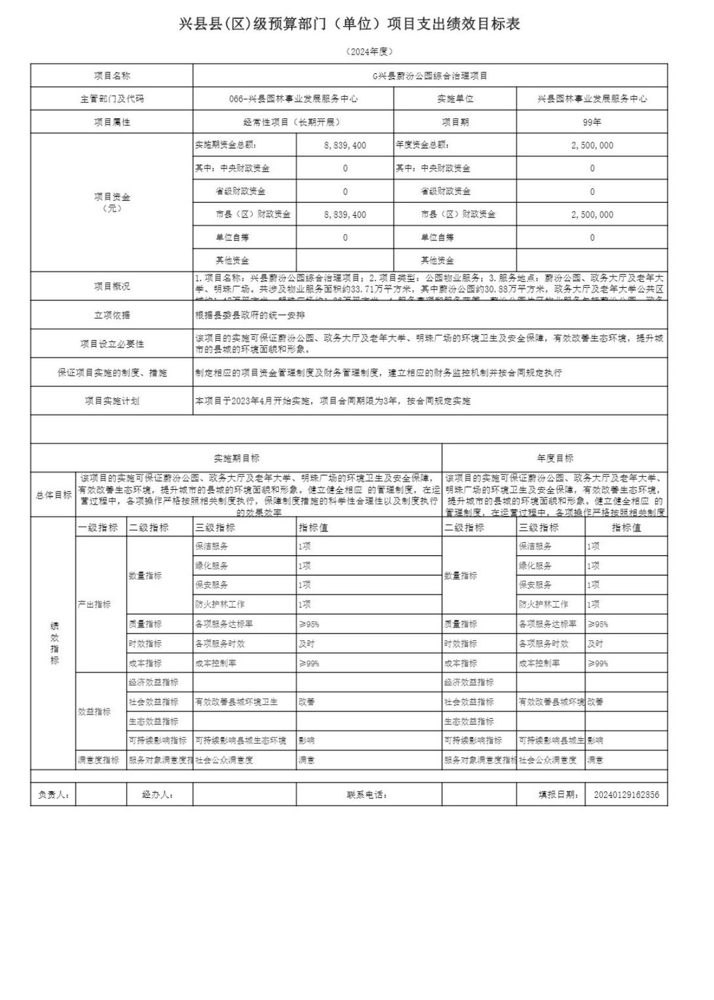 兴县县(区)级预算部门（单位）项目支出绩效目标表
（2024年度）
项目名称 G兴县蔚汾公园综合治理项目
主管部门及代码 066-兴县园林事业发展服务中心 实施单位 兴县园林事业发展服务中心
项目属性 经常性项目（长期开展） 项目期 99年
项目资金
（元）
实施期资金总额： 8,839,400 年度资金总额： 2,500,000
其中：中央财政资金 0 其中：中央财政资金 0
省级财政资金 0 省级财政资金 0
市县（区）财政资金 8,839,400 市县（区）财政资金 2,500,000
单位自筹 0 单位自筹 0
其他资金 其他资金
项目概况
1.项目名称：兴县蔚汾公园综合治理项目；2.项目类型：公园物业服务；3.服务地点：蔚汾公园、政务大厅及老年大
学、明珠广场。共涉及物业服务面积约33.71万平方米，其中蔚汾公园约30.88万平方米，政务大厅及老年大学公共区
立项依据 根据县委县政府的统一安排
项目设立必要性
该项目的实施可保证蔚汾公园、政务大厅及老年大学、明珠广场的环境卫生及安全保障，有效改善生态环境，提升城
市的县城的环境面貌和形象。
保证项目实施的制度、措施 制定相应的项目资金管理制度及财务管理制度，建立相应的财务监控机制并按合同规定执行
项目实施计划 本项目于2023年4月开始实施，项目合同期限为3年，按合同规定实施
实施期目标 年度目标
总体目标
该项目的实施可保证蔚汾公园、政务大厅及老年大学、明珠广场的环境卫生及安全保障，
有效改善生态环境，提升城市的县城的环境面貌和形象。健立健全相应 的管理制度，在运
营过程中，各项操作严格按照相关制度执行，保障制度措施的科学性合理性以及制度执行
的效果效率
该项目的实施可保证蔚汾公园、政务大厅及老年大学、
明珠广场的环境卫生及安全保障，有效改善生态环境，
提升城市的县城的环境面貌和形象。健立健全相应 的
管理制度，在运营过程中，各项操作严格按照相关制度
绩
效
指
标
一级指标 二级指标 三级指标 指标值 二级指标 三级指标 指标值
产出指标 数量指标 保洁服务 1项 数量指标 保洁服务 1项
绿化服务 1项 绿化服务 1项
保安服务 1项 保安服务 1项
防火护林工作 1项 防火护林工作 1项
质量指标 各项服务达标率 ≥95% 质量指标 各项服务达标率 ≥95%
时效指标 各项服务时效 及时 时效指标 各项服务时效 及时
成本指标 成本控制率 ≥99% 成本指标 成本控制率 ≥99%
效益指标 经济效益指标 经济效益指标
社会效益指标 有效改善县城环境卫生 改善 社会效益指标 有效改善县城环境 改善
生态效益指标 生态效益指标
可持续影响指标 可持续影响县城生态环境 影响 可持续影响指标 可持续影响县城生 影响
满意度指标 服务对象满意度指 社会公众满意度 满意 服务对象满意度指标 社会公众满意度 满意
负责人： 经办人： 联系电话： 填报日期： 20240129162856